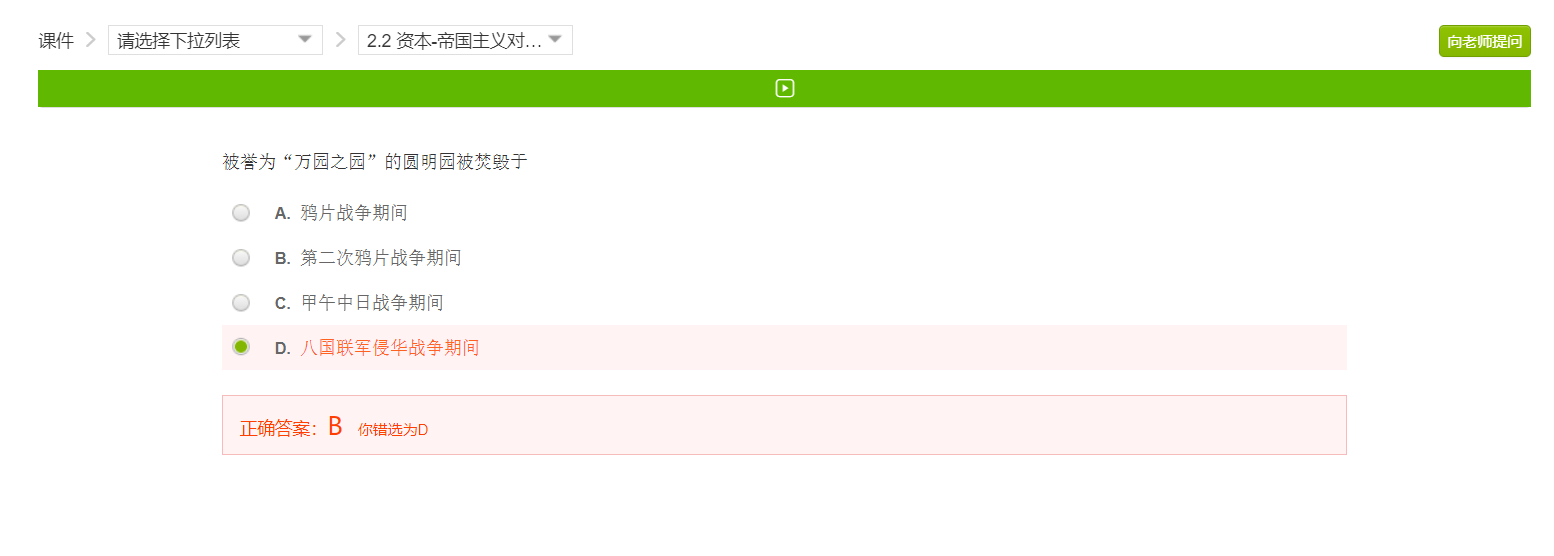 课件 请选择下拉列表 2.2 资本-帝国主义对... 向老师提问
被誉为“万园之园”的圆明园被焚毁于
A. 鸦片战争期间
B. 第二次鸦片战争期间
C. 甲午中日战争期间
D. 八国联军侵华战争期间
正确答案: B 你错选为D